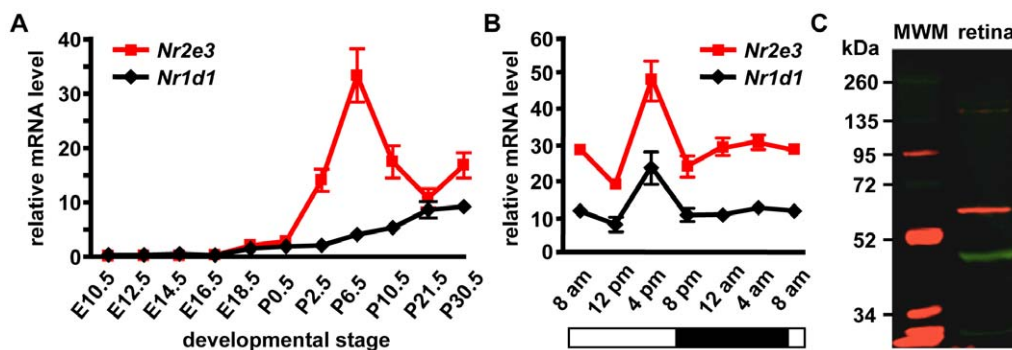 A
relative mRNA level
40
30
20
10
0
Nr2e3
Nr1d1
E10.5
E12.5
E14.5
E16.5
E18.5
P0.5
P2.5
P6.5
P10.5
P21.5
P30.5
developmental stage
B
relative mRNA level
60
50
40
30
20
10
0
Nr2e3
Nr1d1
8 am
12 pm
4 pm
8 pm
12 am
4 am
8 am
C
MWM retina
kDa
260
135
95
72
52
34